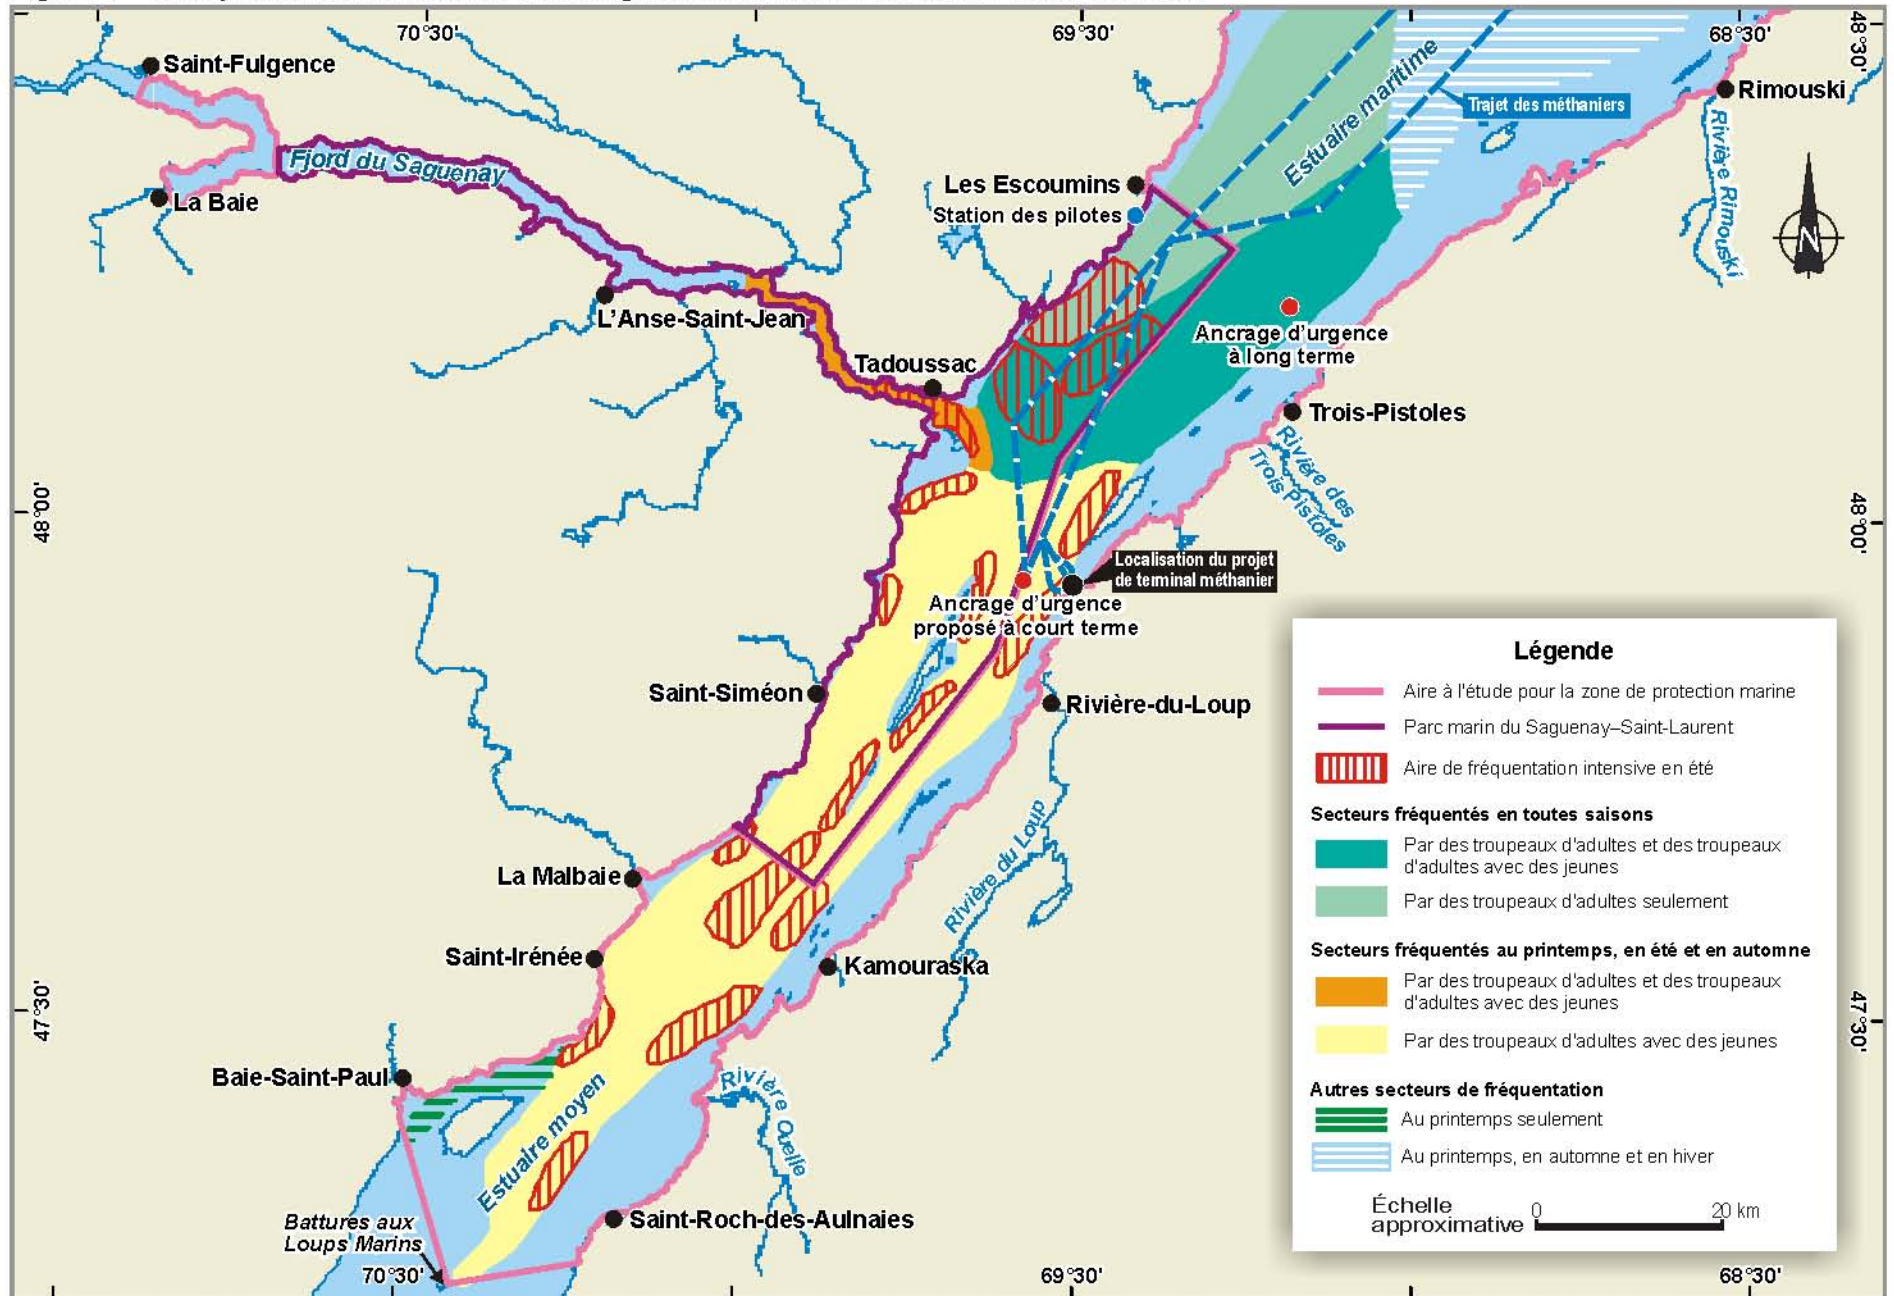 70°30'
69°30'
68°30'
48°30'
Saint-Fulgence
Fjord du Saguenay
La Baie
L'Anse-Saint-Jean
Tadoussac
Les Escoumins
Station des pilotes
Estuaire maritime
Trajet des méthaniers
Rimouski
Rivière Rimouski
N
Ancrage d'urgence
à long terme
Trois-Pistoles
Rivière des
Trois Pistoles
48°00'
48°00'
Localisation du projet
de terminal méthanier
Ancrage d'urgence
proposé à court terme
Saint-Siméon
Rivière-du-Loup
Rivière du Loup
La Malbaie
Saint-Irénée
Kamouraska
47°30'
47°30'
Baie-Saint-Paul
Rivière Ouelle
Estuaire moyen
Saint-Roch-des-Aulnaies
Battures aux
Loups Marins
70°30'
69°30'
68°30'
Légende
Aire à l'étude pour la zone de protection marine
Parc marin du Saguenay–Saint-Laurent
Aire de fréquentation intensive en été
Secteurs fréquentés en toutes saisons
Par des troupeaux d'adultes et des troupeaux
d'adultes avec des jeunes
Par des troupeaux d'adultes seulement
Secteurs fréquentés au printemps, en été et en automne
Par des troupeaux d'adultes et des troupeaux
d'adultes avec des jeunes
Par des troupeaux d'adultes avec des jeunes
Autres secteurs de fréquentation
Au printemps seulement
Au printemps, en automne et en hiver
Échelle
approximative
0
20 km